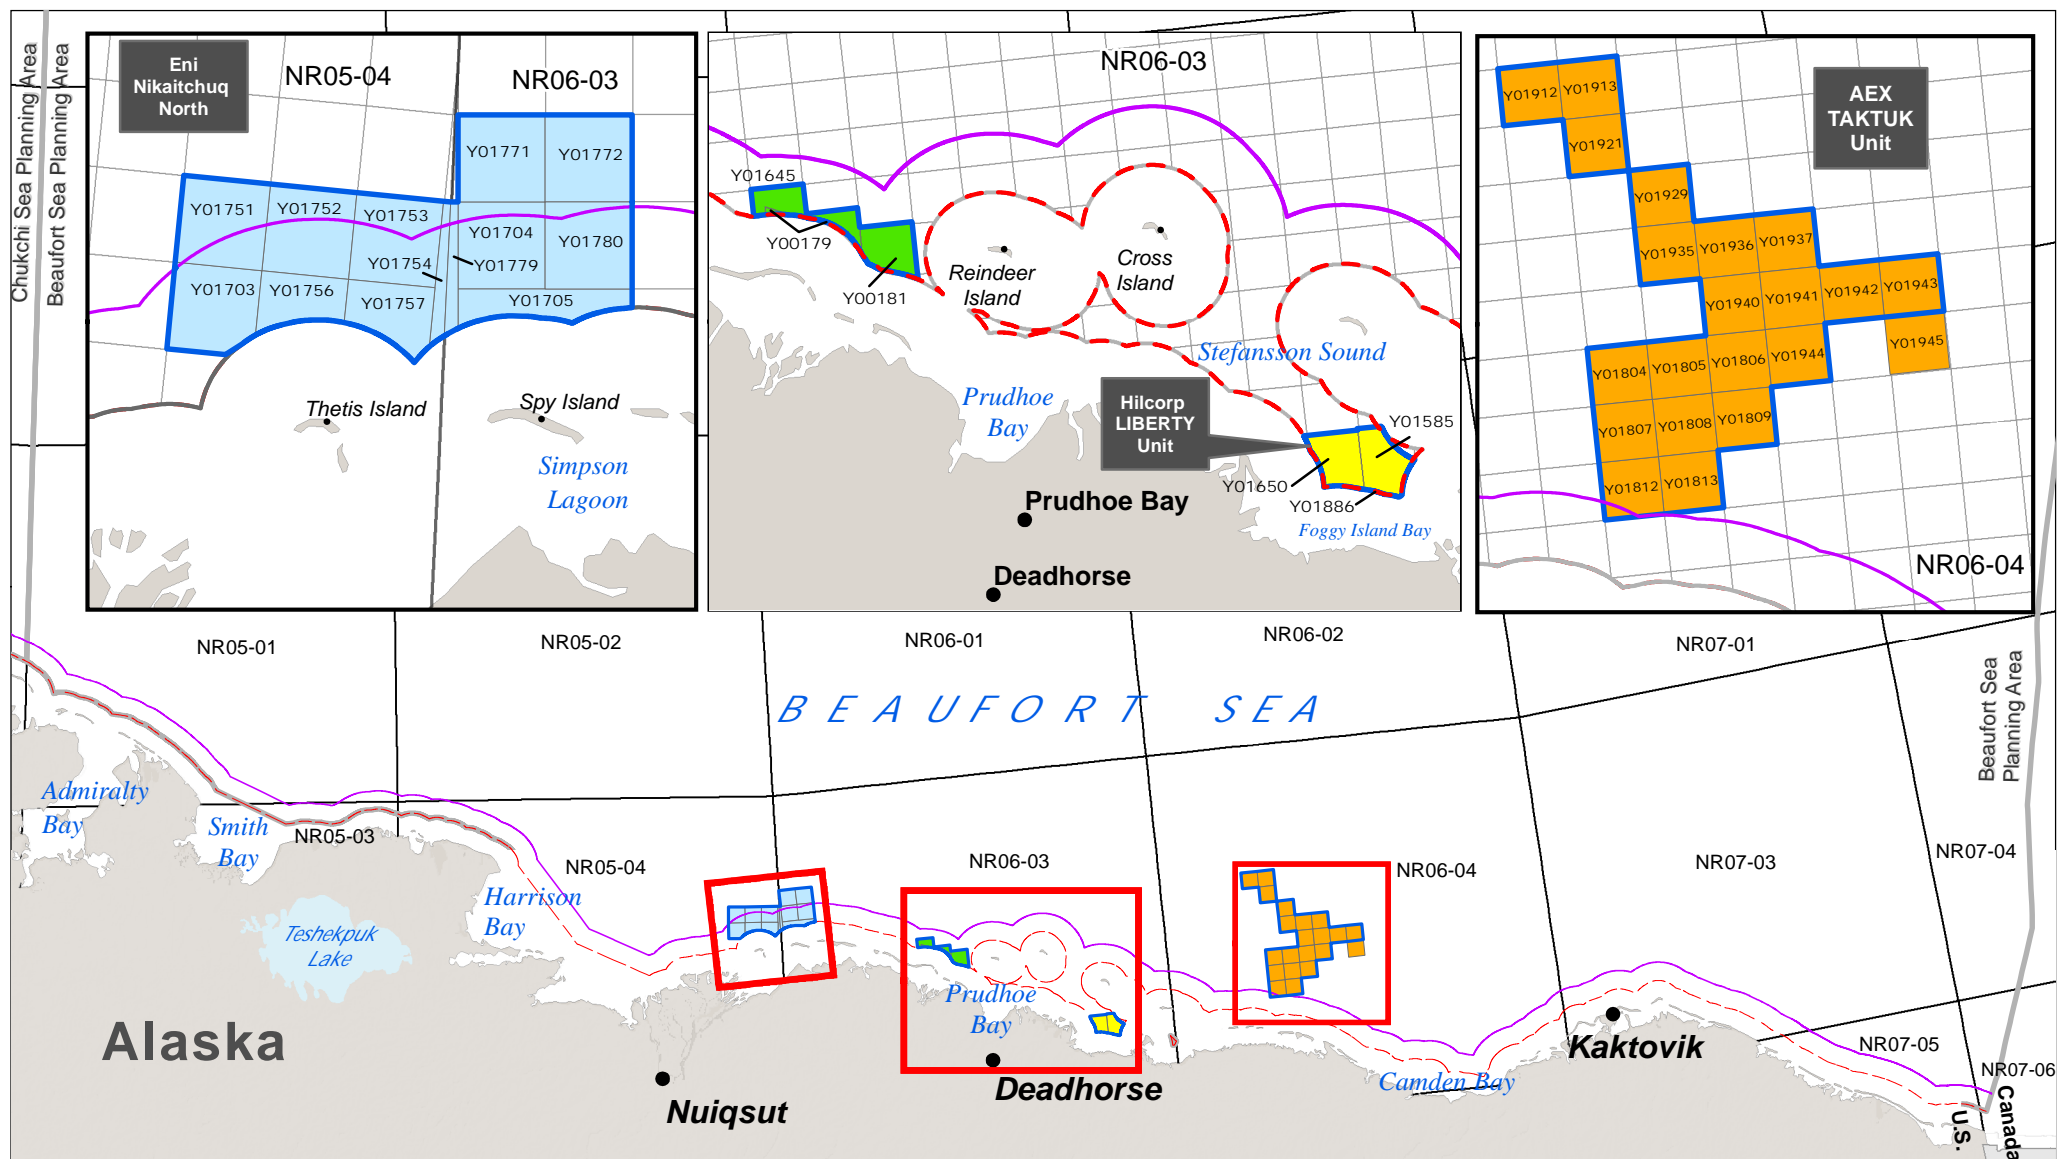 Chukchi Sea Planning Area
Beaufort Sea Planning Area
Eni
Nikaitchuq
North
NR05-04
NR06-03
Y01771
Y01772
Y01751
Y01752
Y01753
Y01704
Y01780
Y01754
Y01779
Y01703
Y01756
Y01757
Y01705
Thetis Island
Spy Island
Simpson
Lagoon
NR06-03
Y01645
Y00179
Y00181
Reindeer
Island
Cross
Island
Stefansson Sound
Prudhoe
Bay
Hilcorp
LIBERTY
Unit
Y01585
Y01650
Y01886
Foggy Island Bay
Prudhoe Bay
Deadhorse
AEX
TAKTUK
Unit
Y01912
Y01913
Y01921
Y01929
Y01935
Y01936
Y01937
Y01940
Y01941
Y01942
Y01943
Y01945
Y01804
Y01805
Y01806
Y01944
Y01807
Y01808
Y01809
Y01812
Y01813
NR06-04
NR05-01
NR05-02
NR06-01
NR06-02
NR07-01
BEAUFORT SEA
Beaufort Sea
Planning Area
Admiralty
Bay
Smith
Bay
NR05-03
NR05-04
NR06-03
NR06-04
NR07-03
NR07-04
Harrison
Bay
Teshekpuk
Lake
Prudhoe
Bay
Alaska
Nuiqsut
Deadhorse
Camden Bay
Kaktovik
NR07-05
NR07-06
U.S.
Canada